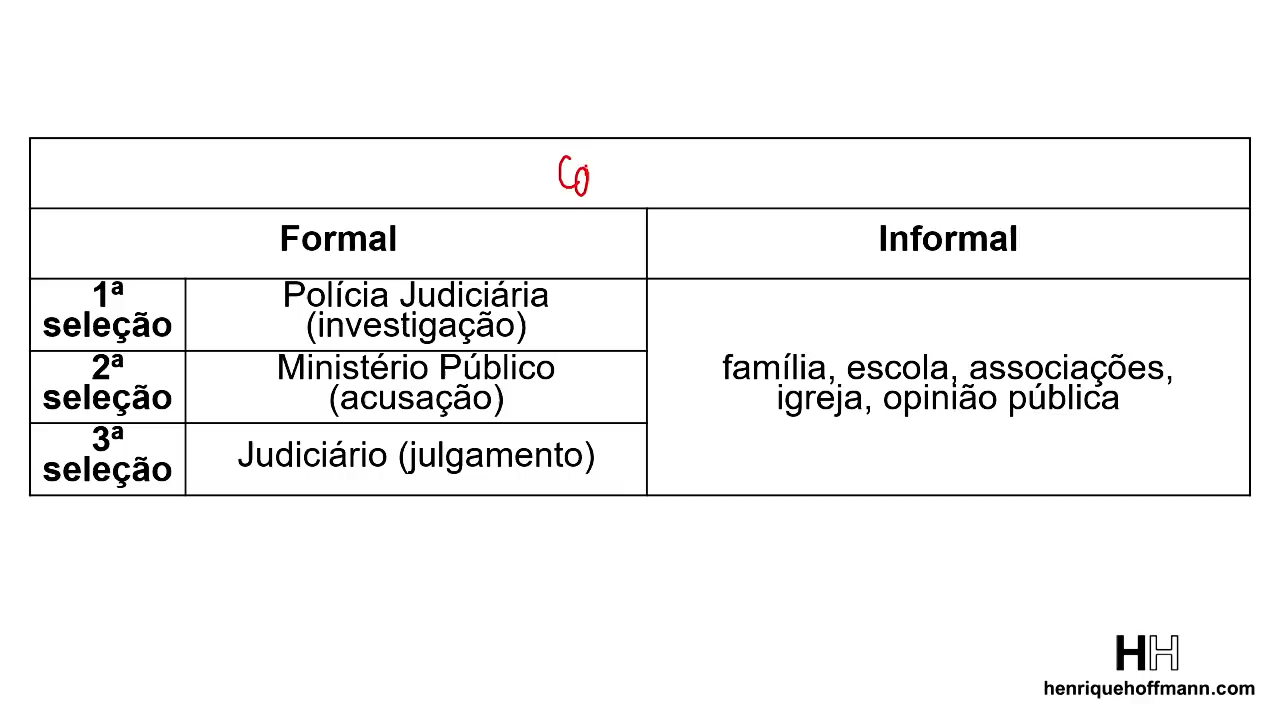 Co
Formal
Informal
1ª
seleção
Polícia Judiciária
(investigação)
2ª
seleção
Ministério Público
(acusação)
3ª
seleção
Judiciário (julgamento)
família, escola, associações,
igreja, opinião pública
HH
henriquehoffmann.com